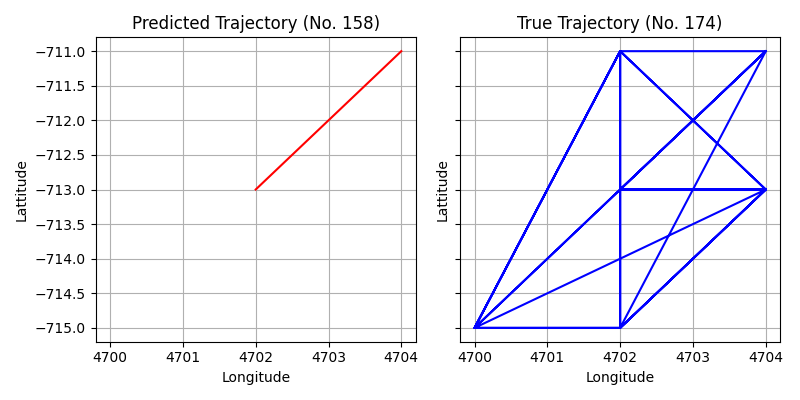 Predicted Trajectory (No. 158)
True Trajectory (No. 174)
Lattitude
−711.0
−711.5
−712.0
−712.5
−713.0
−713.5
−714.0
−714.5
−715.0
4700 4701 4702 4703 4704
Longitude
Lattitude
4700 4701 4702 4703 4704
Longitude